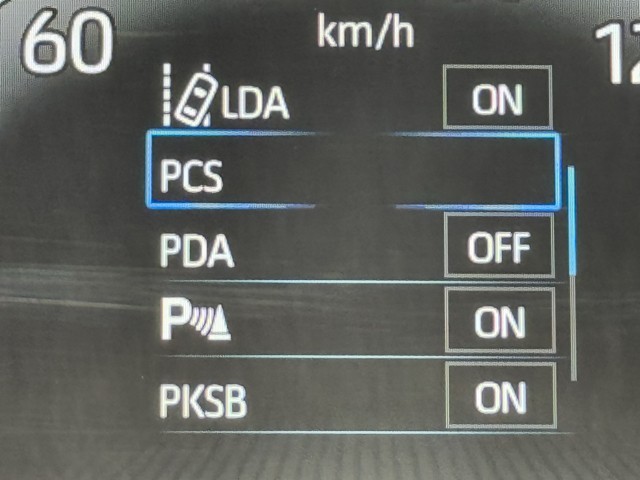 60
km/h
LDA ON
PCS
PDA OFF
P ON
PKSB ON